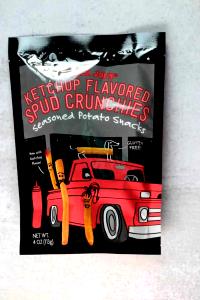 KETCHUP FLAVORED
SPUD CRUNCHIES
Seasoned Potato Snacks
GLUTEN
FREE!
NET WT.
4 OZ (113g)